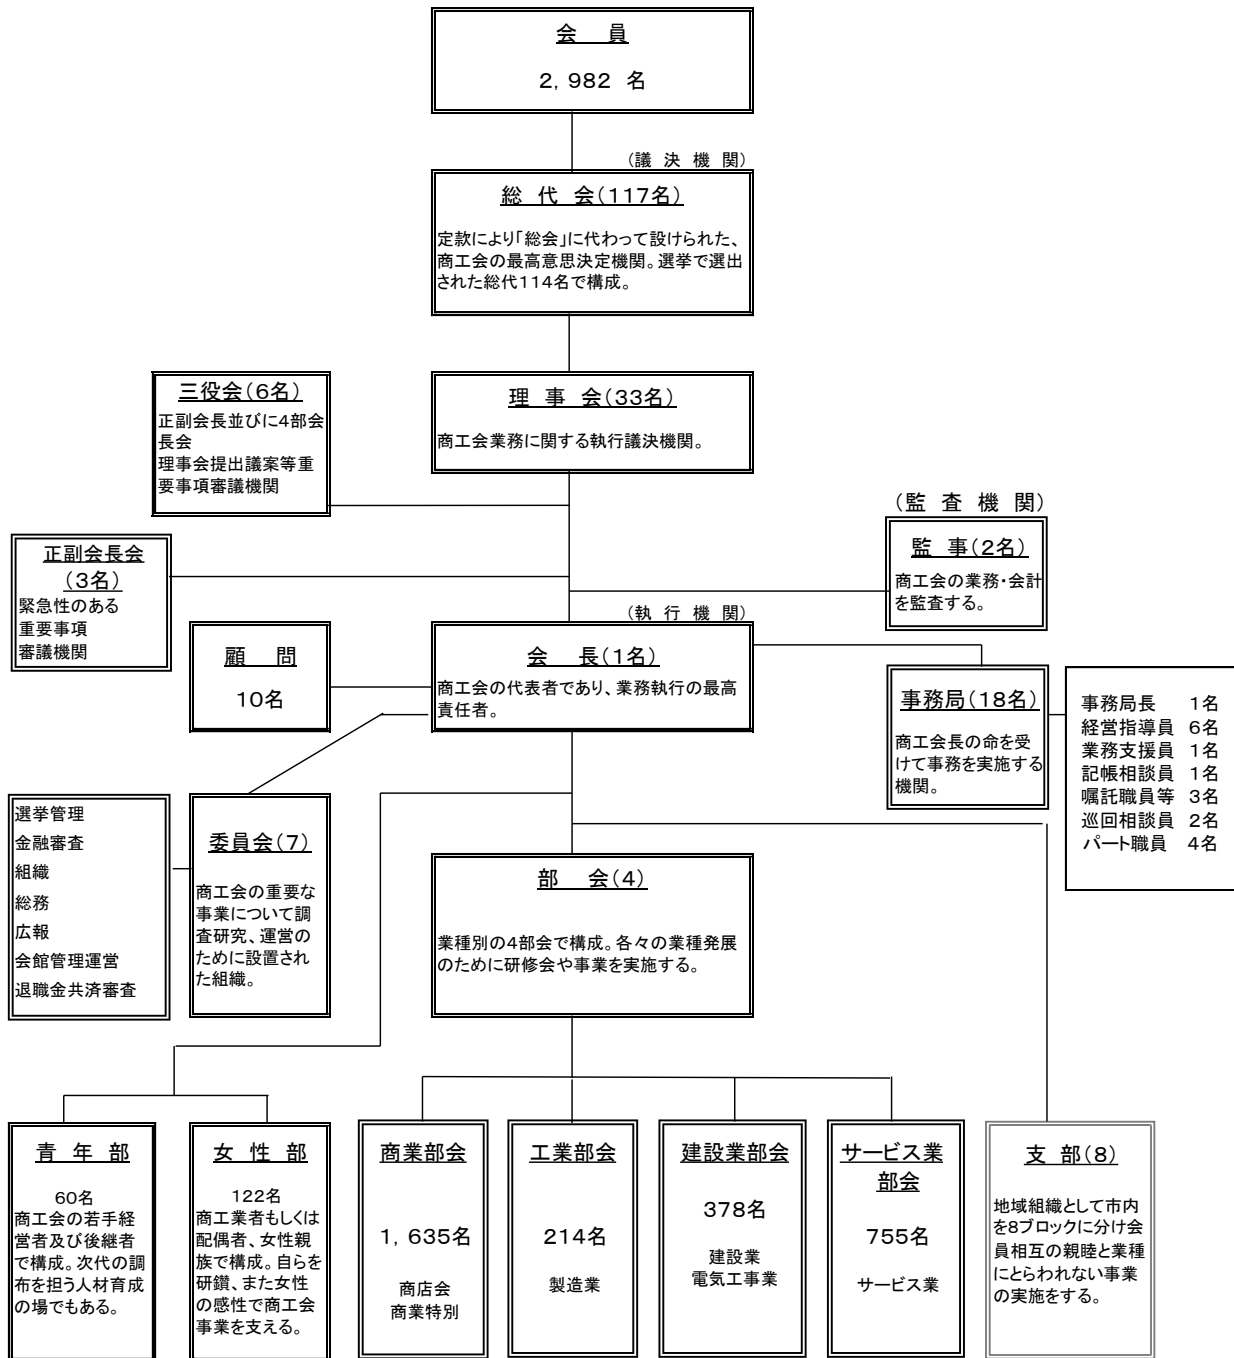 会　員
2, 982 名
(議 決 機 関)
総 代 会(117名)
定款により「総会」に代わって設けられた、
商工会の最高意思決定機関。選挙で選出
された総代114名で構成。
三役会(6名)
正副会長並びに4部会
長会
理事会提出議案等重
要事項審議機関
理 事 会(33名)
商工会業務に関する執行議決機関。
(監 査 機 関)
監 事(2名)
商工会の業務・会計
を監査する。
正副会長会
(3名)
緊急性のある
重要事項
審議機関
(執 行 機 関)
会　長(1名)
商工会の代表者であり、業務執行の最高
責任者。
顧　問
10名
事務局(18名)
商工会長の命を受
けて事務を実施する
機関。
事務局長 1名
経営指導員 6名
業務支援員 1名
記帳相談員 1名
嘱託職員等 3名
巡回相談員 2名
パート職員 4名
選挙管理
金融審査
組織
総務
広報
会館管理運営
退職金共済審査
委員会(7)
商工会の重要な
事業について調
査研究、運営の
ために設置され
た組織。
部　会(4)
業種別の4部会で構成。各々の業種発展
のために研修会や事業を実施する。
青 年 部
60名
商工会の若手経
営者及び後継者
で構成。次代の調
布を担う人材育成
の場でもある。
女 性 部
122名
商工業者もしくは
配偶者、女性親
族で構成。自らを
研鑚、また女性
の感性で商工会
事業を支える。
商業部会
1, 635名
商店会
商業特別
工業部会
214名
製造業
建設業部会
378名
建設業
電気工事業
サービス業
部会
755名
サービス業
支 部(8)
地域組織として市内
を8ブロックに分け会
員相互の親睦と業種
にとらわれない事業
の実施をする。